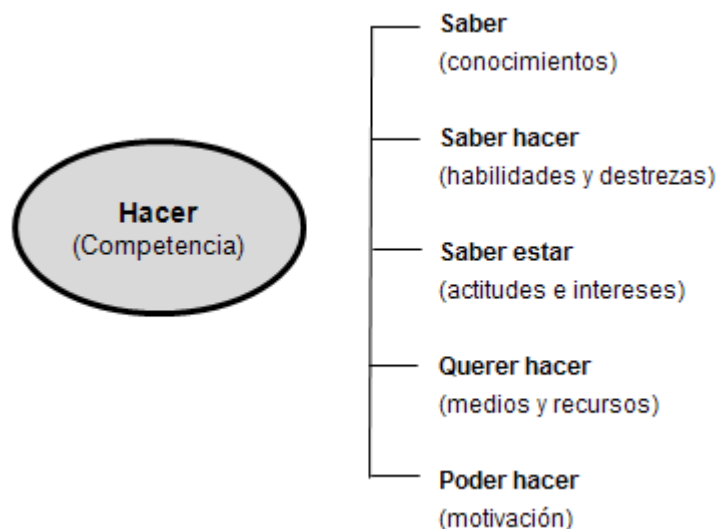 Hacer
(Competencia)
Saber
(conocimientos)
Saber hacer
(habilidades y destrezas)
Saber estar
(actitudes e intereses)
Querer hacer
(medios y recursos)
Poder hacer
(motivación)